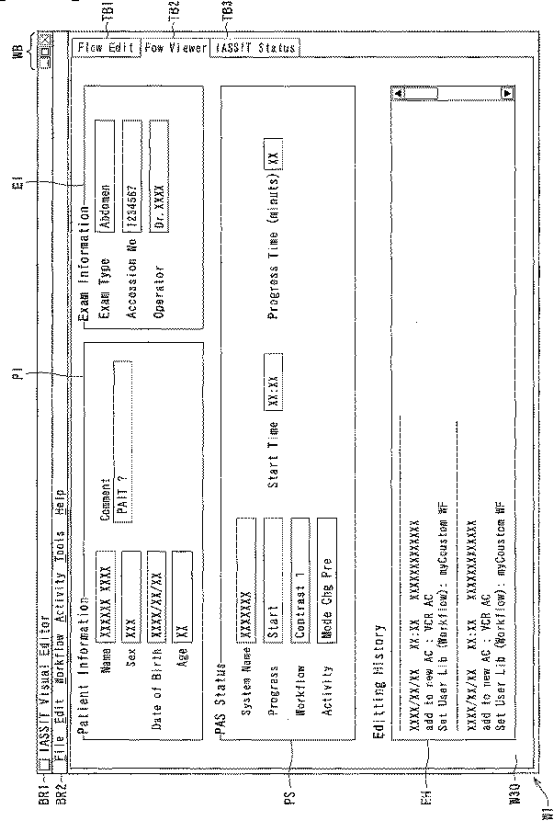 WB
BR1
IASSIT Visual Editor
BR2
File Edit Workflow Activity Tools Help
Flow Edit
TB1
Fow Viewer
TB2
IASSIT Status
TB3
PI
EI
Patient Information
Name XXXXXX XXXX
Sex XXX
Date of Birth XXXX/XX/XX
Age XX
Comment
PAIT ?
Exam Information
Exam Type Abdomen
Accession No 1234567
Operator Dr.XXXX
PAS Status
System Name XXXXXXX
Progress Start
Start Time XX:XX
Progress Time (minuts) XX
Workflow Contrast 1
Activity Mode Chg Pre
PS
Editting History
XXXX/XX/XX XX:XX XXXXXXXXXXXXX
add to new AC : VCR AC
Set User Lib (Workflow): myCoustom WF
XXXX/XX/XX XX:XX XXXXXXXXXXXXX
add to new AC : VCR AC
Set User Lib (Workflow): myCoustom WF
EH
W30
W1